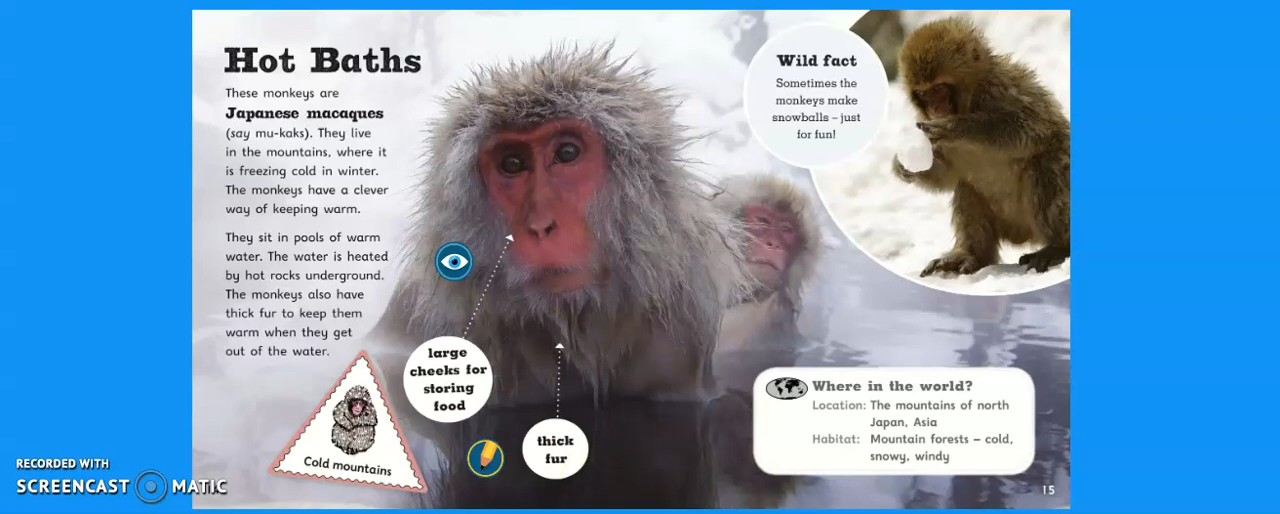 Hot Baths
These monkeys are
Japanese macaques
(say mu-kaks). They live
in the mountains, where it
is freezing cold in winter.
The monkeys have a clever
way of keeping warm.
They sit in pools of warm
water. The water is heated
by hot rocks underground.
The monkeys also have
thick fur to keep them
warm when they get
out of the water.
large
cheeks for
storing
food
thick
fur
Cold mountains
Wild fact
Sometimes the
monkeys make
snowballs – just
for fun!
Where in the world?
Location: The mountains of north
Japan, Asia
Habitat: Mountain forests – cold,
snowy, windy
15
RECORDED WITH
SCREENCAST MATIC